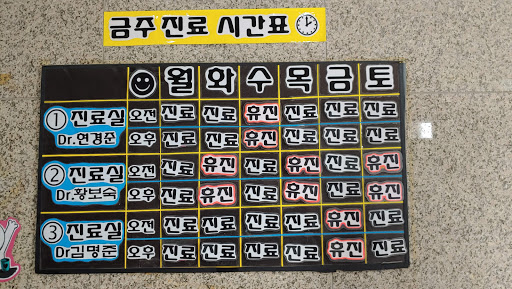 금주 진료 시간표
월 화 수 목 금 토
① 진료실 오전 진료 진료 휴진 진료 진료 진료
Dr.연경준 오후 진료 진료 휴진 진료 진료 진료
② 진료실 오전 진료 휴진 진료 휴진 진료 휴진
Dr.황보숙 오후 진료 휴진 진료 휴진 진료 휴진
③ 진료실 오전 진료 진료 진료 진료 휴진 진료
Dr김명준 오후 진료 진료 진료 진료 휴진 진료